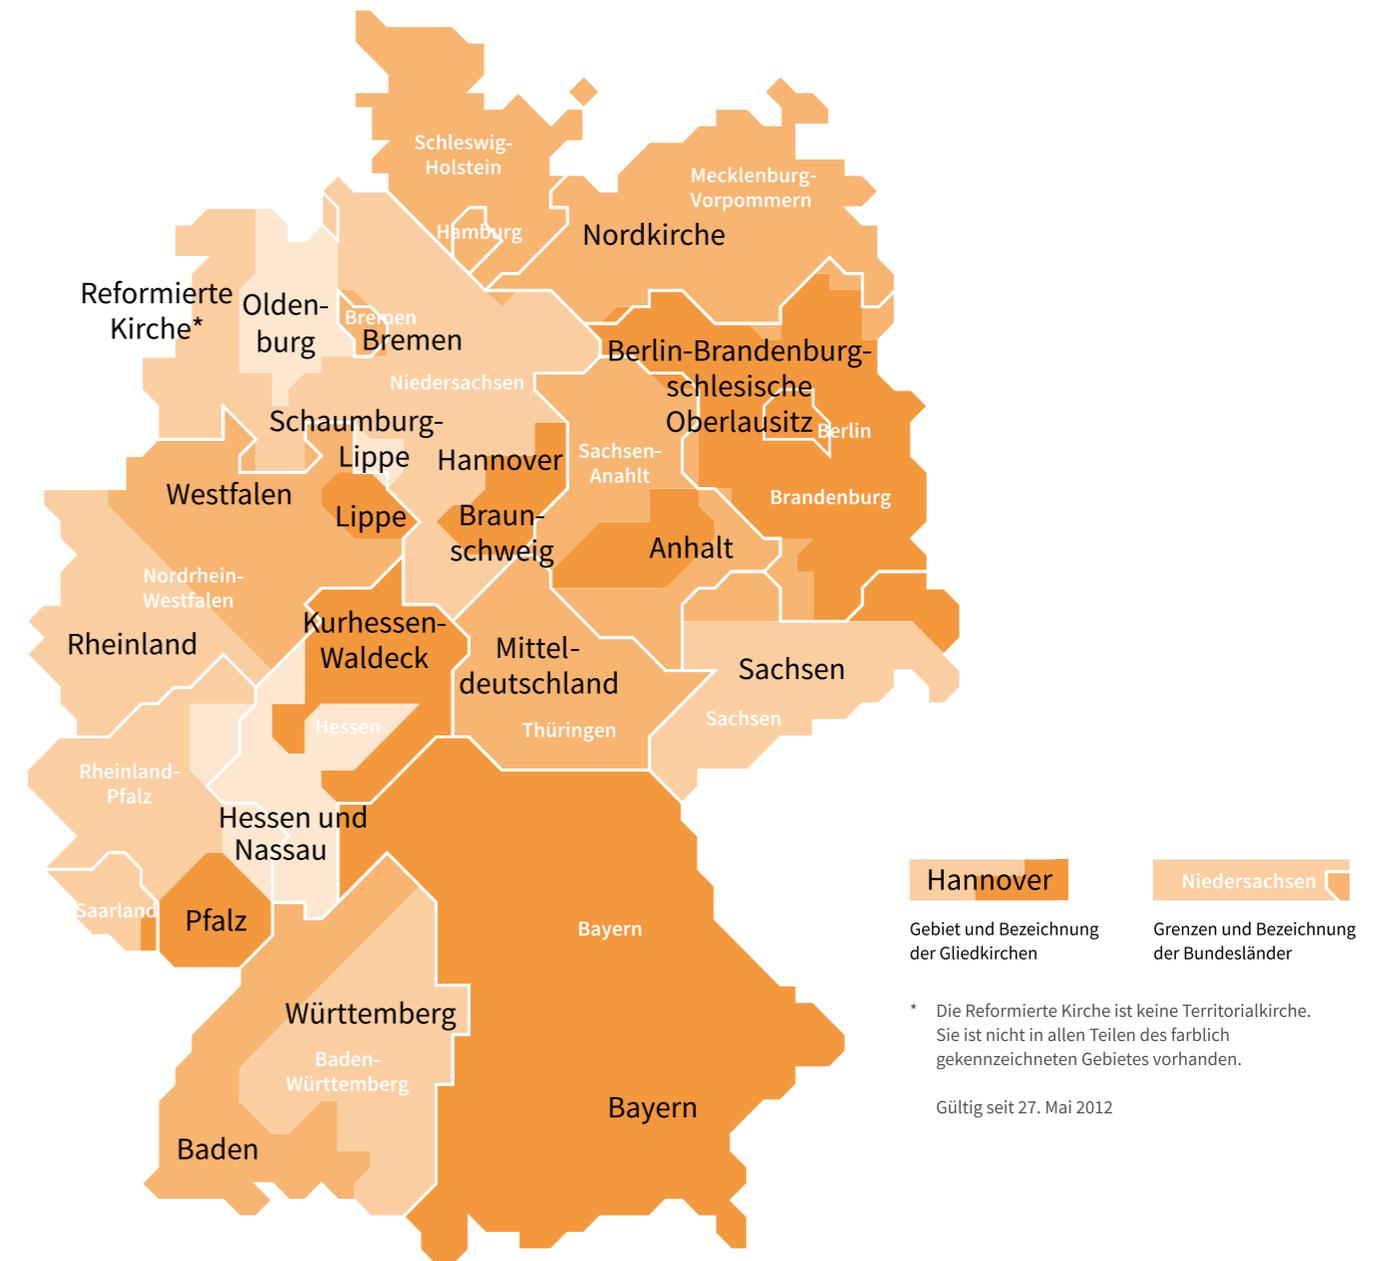 Schleswig-
Holstein
Mecklenburg-
Vorpommern
Hamburg
Nordkirche
Reformierte
Kirche*
Olden-
burg
Bremen
Bremen
Berlin-Brandenburg-
schlesische
Oberlausitz
Niedersachsen
Schaumburg-
Lippe
Hannover
Sachsen-
Anahlt
Berlin
Westfalen
Lippe
Braun-
schweig
Brandenburg
Anhalt
Nordrhein-
Westfalen
Rheinland
Kurhessen-
Waldeck
Mittel-
deutschland
Sachsen
Hessen
Thüringen
Sachsen
Rheinland-
Pfalz
Hessen und
Nassau
Saarland
Pfalz
Bayern
Württemberg
Baden-
Württemberg
Bayern
Baden
Hannover
Gebiet und Bezeichnung
der Gliedkirchen
Niedersachsen
Grenzen und Bezeichnung
der Bundesländer
* Die Reformierte Kirche ist keine Territorialkirche.
Sie ist nicht in allen Teilen des farblich
gekennzeichneten Gebietes vorhanden.
Gültig seit 27. Mai 2012